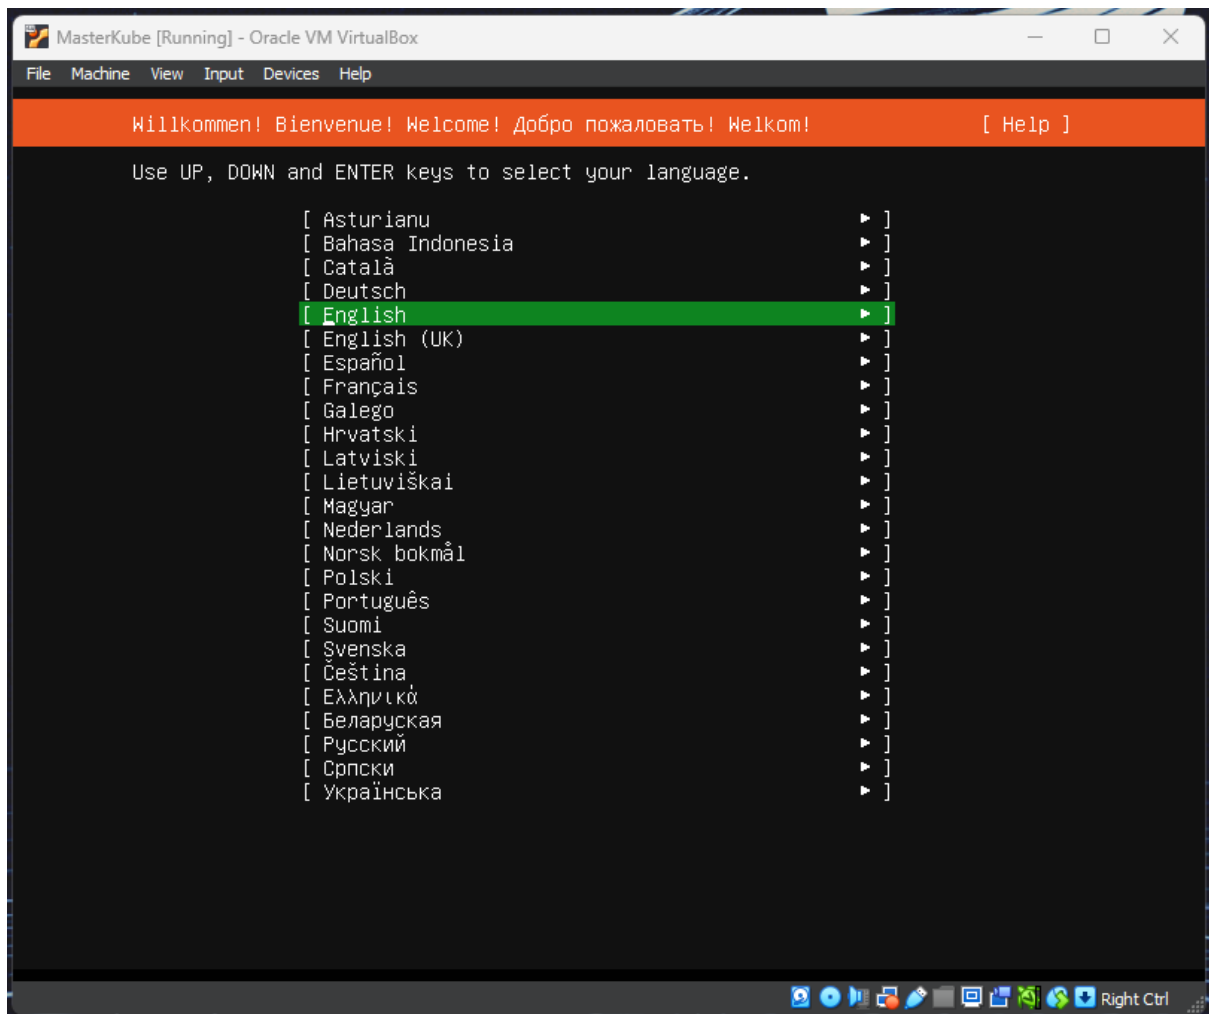 MasterKube [Running] - Oracle VM VirtualBox
File Machine View Input Devices Help
Willkommen! Bienvenue! Welcome! Добро пожаловать! Welkom! [ Help ]
Use UP, DOWN and ENTER keys to select your language.
[ Asturianu ► ]
[ Bahasa Indonesia ► ]
[ Català ► ]
[ Deutsch ► ]
[ English ► ]
[ English (UK) ► ]
[ Español ► ]
[ Français ► ]
[ Galego ► ]
[ Hrvatski ► ]
[ Latviski ► ]
[ Lietuviškai ► ]
[ Magyar ► ]
[ Nederlands ► ]
[ Norsk bokmål ► ]
[ Polski ► ]
[ Português ► ]
[ Suomi ► ]
[ Svenska ► ]
[ Čeština ► ]
[ Ελληνικά ► ]
[ Беларуская ► ]
[ Русский ► ]
[ Српски ► ]
[ Українська ► ]
Right Ctrl